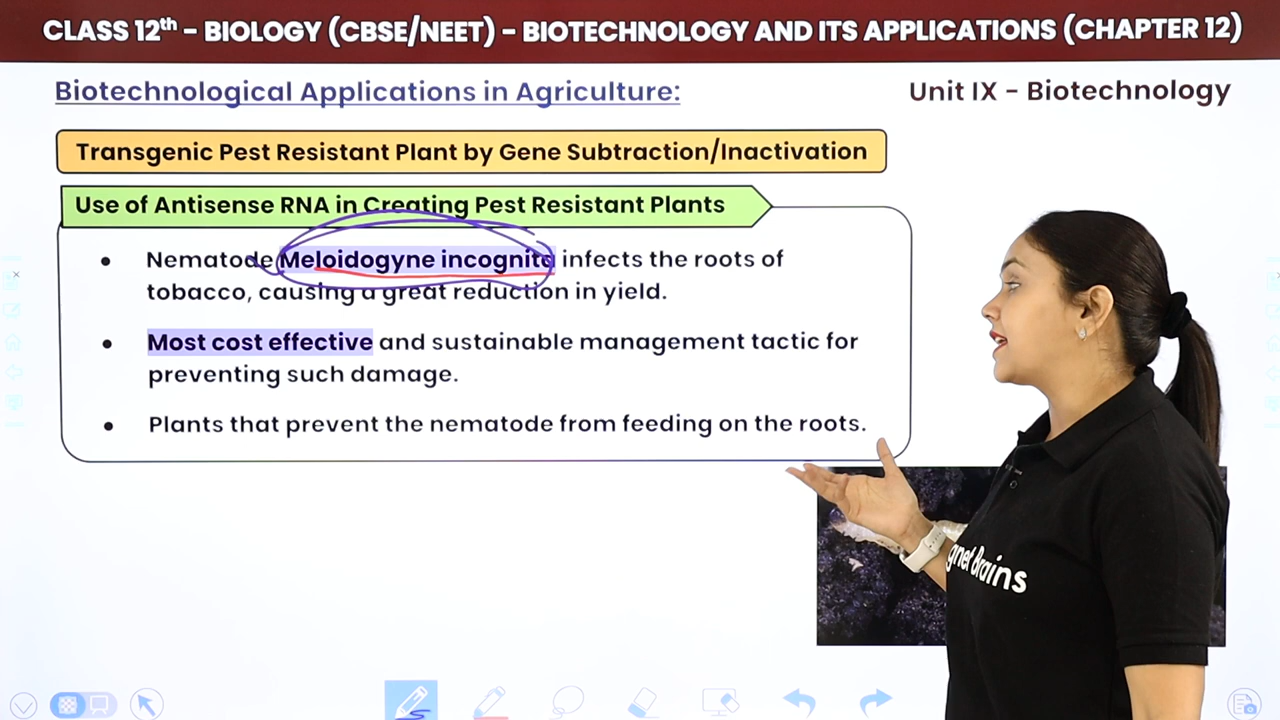 CLASS 12th - BIOLOGY (CBSE/NEET) - BIOTECHNOLOGY AND ITS APPLICATIONS (CHAPTER 12)
Biotechnological Applications in Agriculture:
Unit IX - Biotechnology
Transgenic Pest Resistant Plant by Gene Subtraction/Inactivation
Use of Antisense RNA in Creating Pest Resistant Plants
• Nematode Meloidogyne incognita infects the roots of
tobacco, causing a great reduction in yield.
• Most cost effective and sustainable management tactic for
preventing such damage.
• Plants that prevent the nematode from feeding on the roots.
Brains